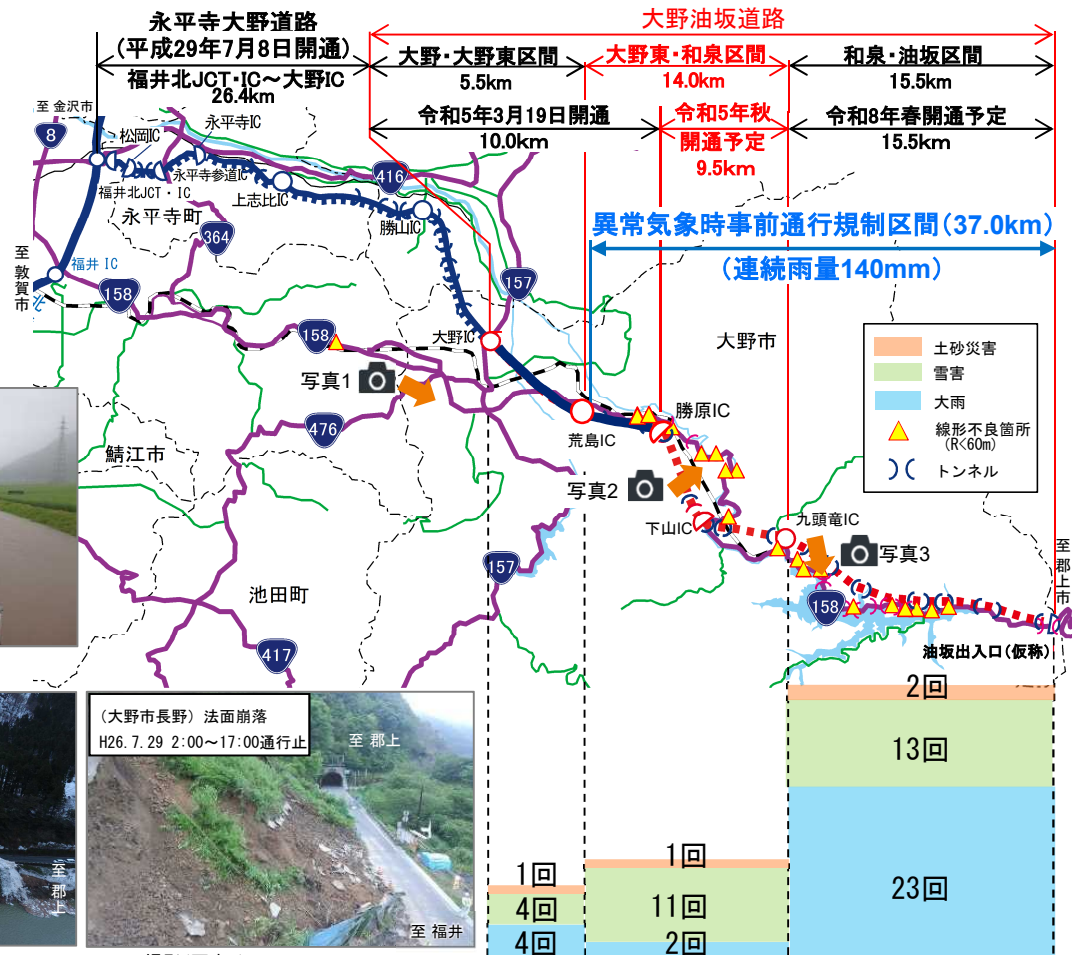 永平寺大野道路
(平成29年7月8日開通)
福井北JCT・IC～大野IC
26.4km
大野油坂道路
大野・大野東区間
5.5km
大野東・和泉区間
14.0km
和泉・油坂区間
15.5km
令和5年3月19日開通
10.0km
令和5年秋
開通予定
9.5km
令和8年春開通予定
15.5km
異常気象時事前通行規制区間(37.0km)
(連続雨量140mm)
至 金沢市
8
松岡IC
永平寺IC
永平寺参道IC
福井北JCT・IC
上志比IC
416
永平寺町
364
勝山IC
至 敦賀市
福井 IC
158
157
158
大野IC
大野市
写真1
476
鯖江市
荒島IC
勝原IC
写真2
下山IC
九頭竜IC
写真3
157
158
池田町
417
至 郡上市
油坂出入口(仮称)
土砂災害
雪害
大雨
線形不良箇所
(R<60m)
トンネル
(大野市長野) 法面崩落
H26.7.29 2:00～17:00通行止
至 郡上
至 福井
至 郡上
1回
4回
4回
1回
11回
2回
2回
13回
23回